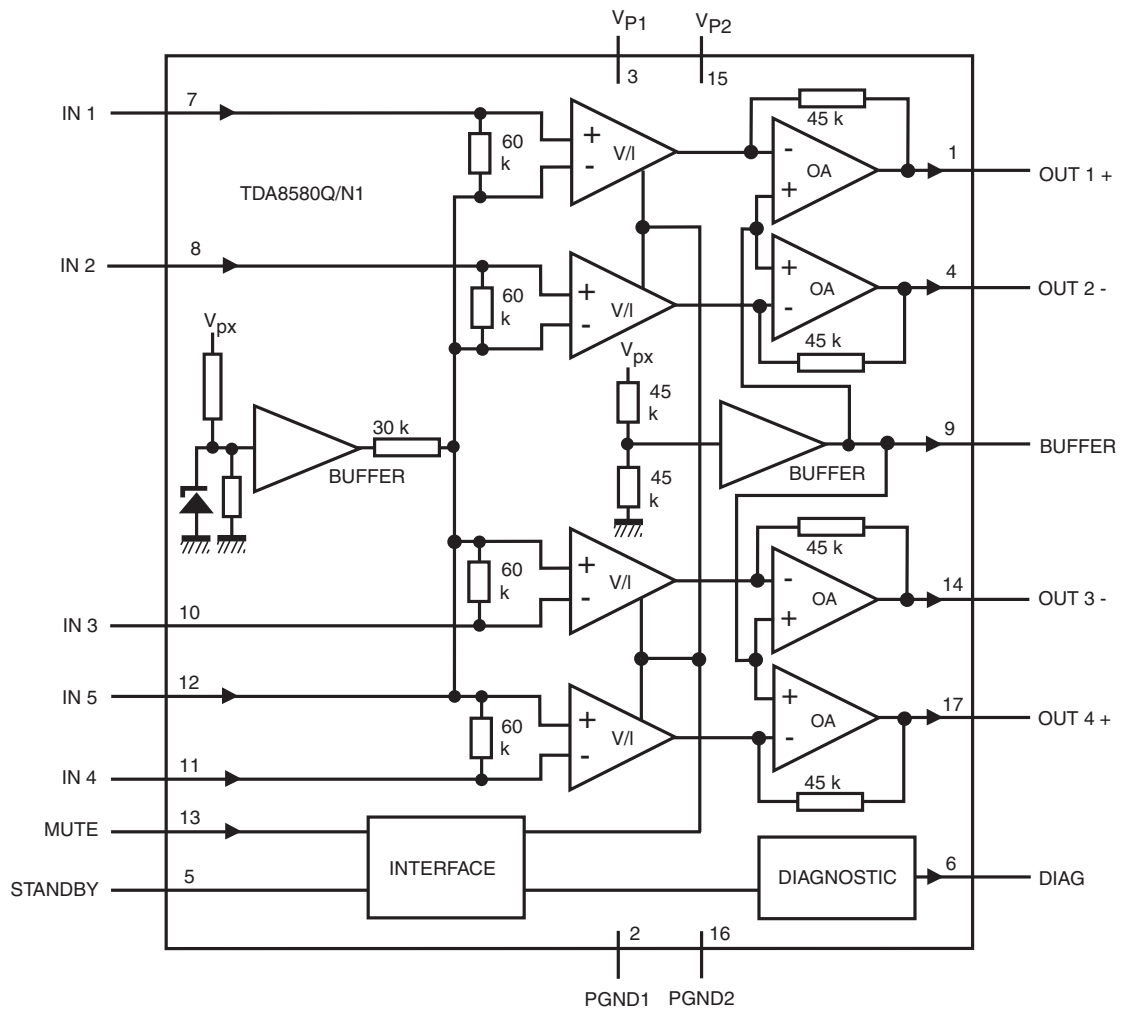 VP1
VP2
3
15
IN 1
7
60 k
+
-
V/I
45 k
-
+
OA
1
OUT 1 +
TDA8580Q/N1
IN 2
8
60 k
+
-
V/I
+
-
OA
4
OUT 2 -
45 k
Vpx
Vpx
45 k
30 k
BUFFER
45 k
BUFFER
9
BUFFER
60 k
+
-
V/I
45 k
-
+
OA
14
OUT 3 -
IN 3
10
IN 5
12
60 k
+
-
V/I
+
-
OA
17
OUT 4 +
45 k
IN 4
11
MUTE
13
INTERFACE
STANDBY
5
DIAGNOSTIC
6
DIAG
2
16
PGND1
PGND2